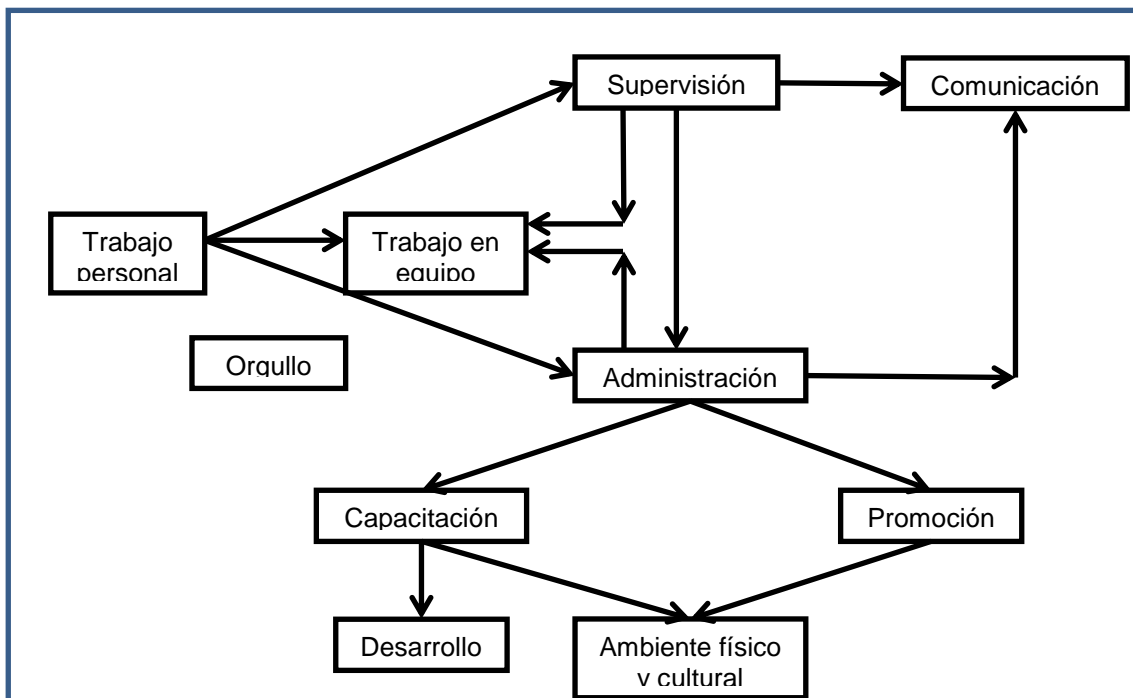 Supervisión
Comunicación
Trabajo
personal
Trabajo en
equipo
Orgullo
Administración
Capacitación
Promoción
Desarrollo
Ambiente físico
y cultural